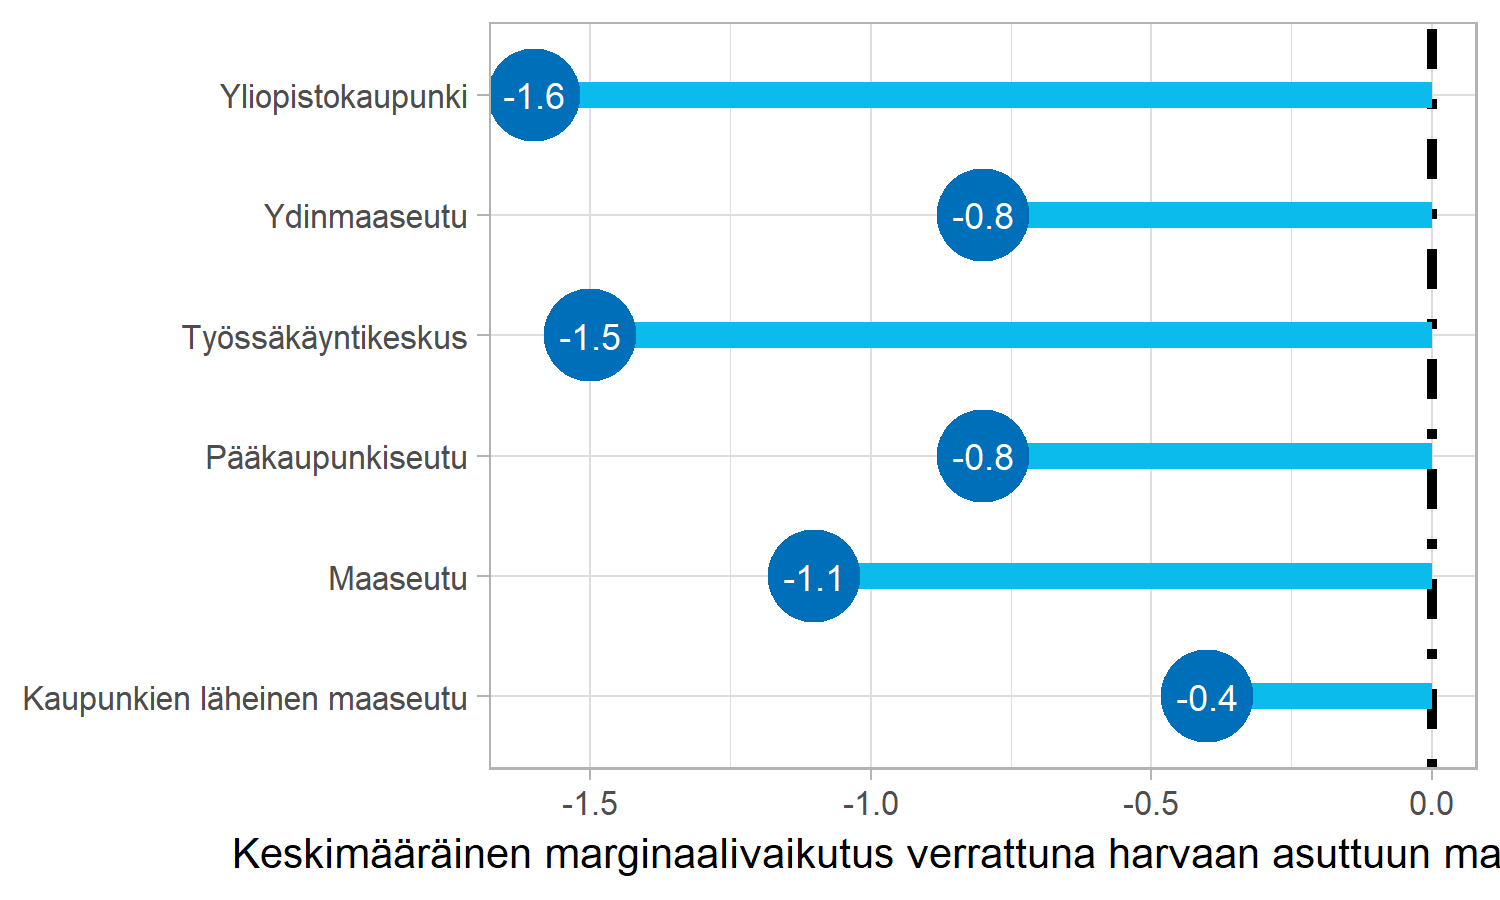 Yliopistokaupunki -1.6
Ydinmaaseutu -0.8
Työssäkäyntikeskus -1.5
Pääkaupunkiseutu -0.8
Maaseutu -1.1
Kaupunkien läheinen maaseutu -0.4
-1.5 -1.0 -0.5 0.0
Keskimääräinen marginaalivaikutus verrattuna harvaan asuttuun ma